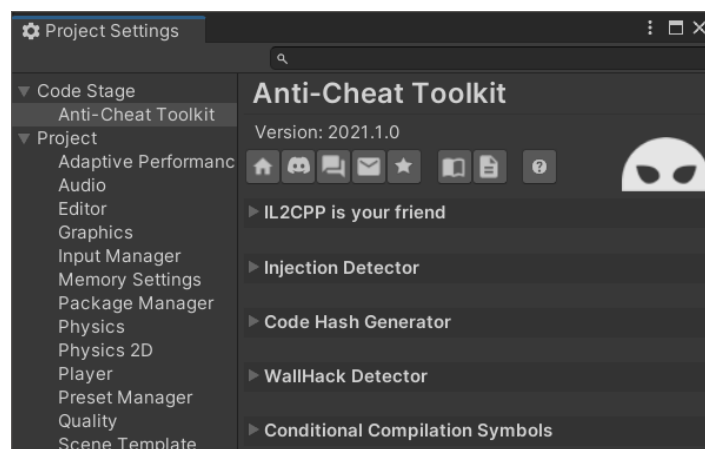 Project Settings
Code Stage
Anti-Cheat Toolkit
Project
Adaptive Performanc
Audio
Editor
Graphics
Input Manager
Memory Settings
Package Manager
Physics
Physics 2D
Player
Preset Manager
Quality
Scene Template
Anti-Cheat Toolkit
Version: 2021.1.0
IL2CPP is your friend
Injection Detector
Code Hash Generator
WallHack Detector
Conditional Compilation Symbols